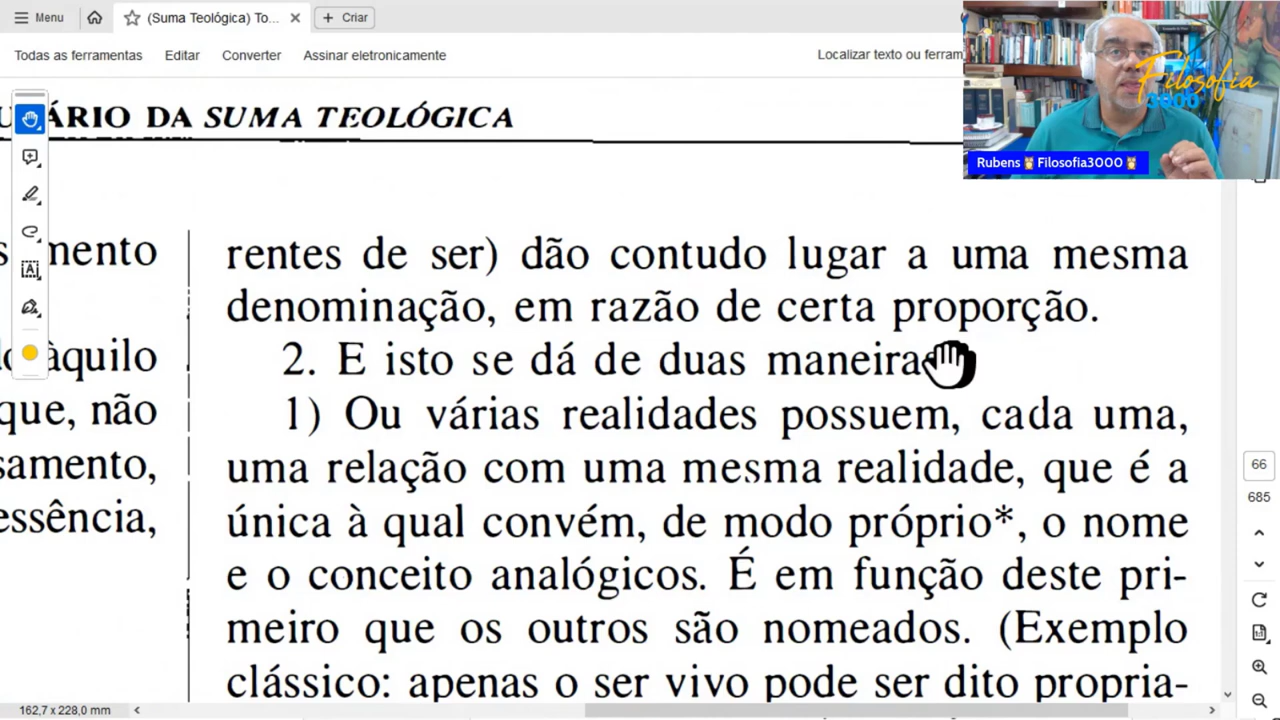 Menu
(Suma Teológica) To...
Criar
Todas as ferramentas
Editar
Converter
Assinar eletronicamente
Localizar texto ou ferram
Filosofia
3000
Rubens Filosofia3000
ÁRIO DA SUMA TEOLÓGICA
mento
àquilo
que, não
samento,
essência,
rentes de ser) dão contudo lugar a uma mesma
denominação, em razão de certa proporção.
2. E isto se dá de duas maneira
1) Ou várias realidades possuem, cada uma,
uma relação com uma mesma realidade, que é a
única à qual convém, de modo próprio*, o nome
e o conceito analógicos. É em função deste pri-
meiro que os outros são nomeados. (Exemplo
clássico: apenas o ser vivo pode ser dito propria-
66
685
162,7 x 228,0 mm